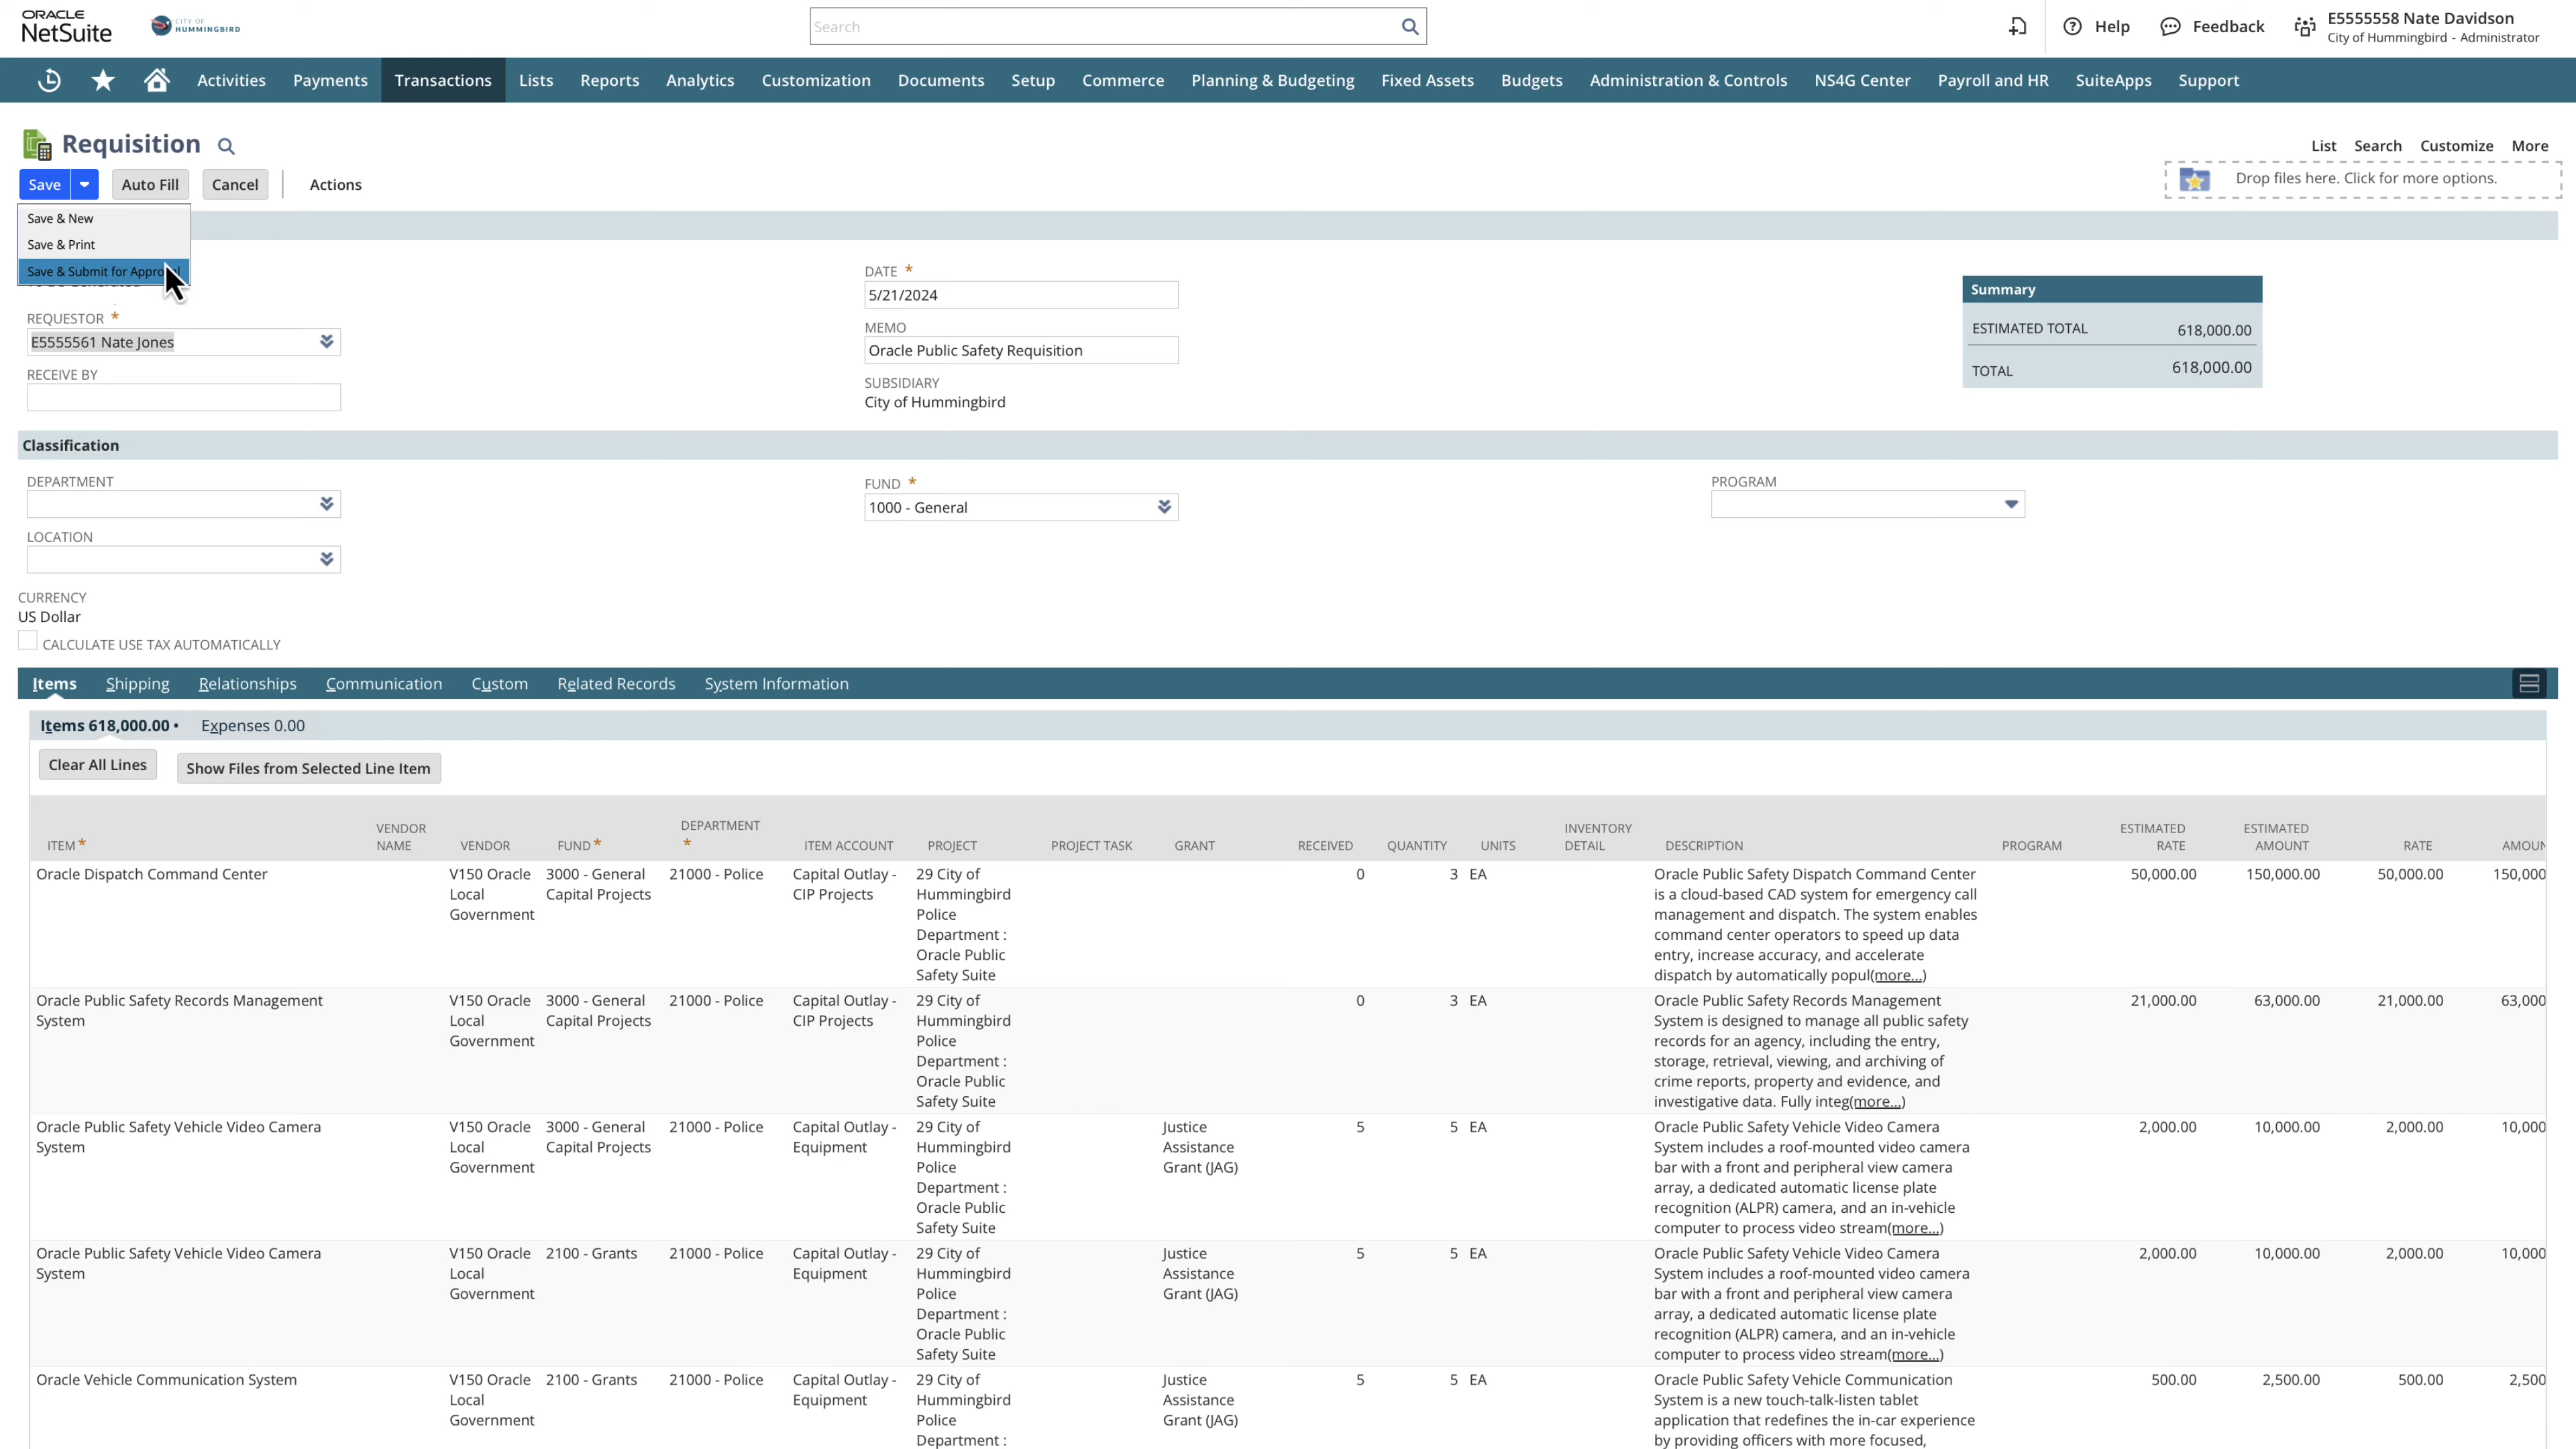 ORACLE
NetSuite
CITY OF
HUMMINGBIRD
Search
Help
Feedback
E5555558 Nate Davidson
City of Hummingbird - Administrator
Activities Payments Transactions Lists Reports Analytics Customization Documents Setup Commerce Planning & Budgeting Fixed Assets Budgets Administration & Controls NS4G Center Payroll and HR SuiteApps Support
Requisition
List Search Customize More
Save Auto Fill Cancel Actions
Drop files here. Click for more options.
Save & New
Save & Print
Save & Submit for Appro
REQUESTOR *
E5555561 Nate Jones
RECEIVE BY
DATE *
5/21/2024
MEMO
Oracle Public Safety Requisition
SUBSIDIARY
City of Hummingbird
Summary
ESTIMATED TOTAL 618,000.00
TOTAL 618,000.00
Classification
DEPARTMENT
LOCATION
FUND *
1000 - General
PROGRAM
CURRENCY
US Dollar
CALCULATE USE TAX AUTOMATICALLY
Items Shipping Relationships Communication Custom Related Records System Information
Items 618,000.00 • Expenses 0.00
Clear All Lines Show Files from Selected Line Item
ITEM *
VENDOR
NAME
VENDOR
FUND *
DEPARTMENT
*
ITEM ACCOUNT
PROJECT
PROJECT TASK
GRANT
RECEIVED
QUANTITY
UNITS
INVENTORY
DETAIL
DESCRIPTION
PROGRAM
ESTIMATED
RATE
ESTIMATED
AMOUNT
RATE
AMOUN
Oracle Dispatch Command Center
V150 Oracle
Local
Government
3000 - General
Capital Projects
21000 - Police
Capital Outlay -
CIP Projects
29 City of
Hummingbird
Police
Department :
Oracle Public
Safety Suite
0
3
EA
Oracle Public Safety Dispatch Command Center
is a cloud-based CAD system for emergency call
management and dispatch. The system enables
command center operators to speed up data
entry, increase accuracy, and accelerate
dispatch by automatically popul(more...)
50,000.00
150,000.00
50,000.00
150,000
Oracle Public Safety Records Management
System
V150 Oracle
Local
Government
3000 - General
Capital Projects
21000 - Police
Capital Outlay -
CIP Projects
29 City of
Hummingbird
Police
Department :
Oracle Public
Safety Suite
0
3
EA
Oracle Public Safety Records Management
System is designed to manage all public safety
records for an agency, including the entry,
storage, retrieval, viewing, and archiving of
crime reports, property and evidence, and
investigative data. Fully integ(more...)
21,000.00
63,000.00
21,000.00
63,000
Oracle Public Safety Vehicle Video Camera
System
V150 Oracle
Local
Government
3000 - General
Capital Projects
21000 - Police
Capital Outlay -
Equipment
29 City of
Hummingbird
Police
Department :
Oracle Public
Safety Suite
Justice
Assistance
Grant (JAG)
5
5
EA
Oracle Public Safety Vehicle Video Camera
System includes a roof-mounted video camera
bar with a front and peripheral view camera
array, a dedicated automatic license plate
recognition (ALPR) camera, and an in-vehicle
computer to process video stream(more...)
2,000.00
10,000.00
2,000.00
10,000
Oracle Public Safety Vehicle Video Camera
System
V150 Oracle
Local
Government
2100 - Grants
21000 - Police
Capital Outlay -
Equipment
29 City of
Hummingbird
Police
Department :
Oracle Public
Safety Suite
Justice
Assistance
Grant (JAG)
5
5
EA
Oracle Public Safety Vehicle Video Camera
System includes a roof-mounted video camera
bar with a front and peripheral view camera
array, a dedicated automatic license plate
recognition (ALPR) camera, and an in-vehicle
computer to process video stream(more...)
2,000.00
10,000.00
2,000.00
10,000
Oracle Vehicle Communication System
V150 Oracle
Local
Government
2100 - Grants
21000 - Police
Capital Outlay -
Equipment
29 City of
Hummingbird
Police
Department :
Justice
Assistance
Grant (JAG)
5
5
EA
Oracle Public Safety Vehicle Communication
System is a new touch-talk-listen tablet
application that redefines the in-car experience
by providing officers with more focused,
500.00
2,500.00
500.00
2,500